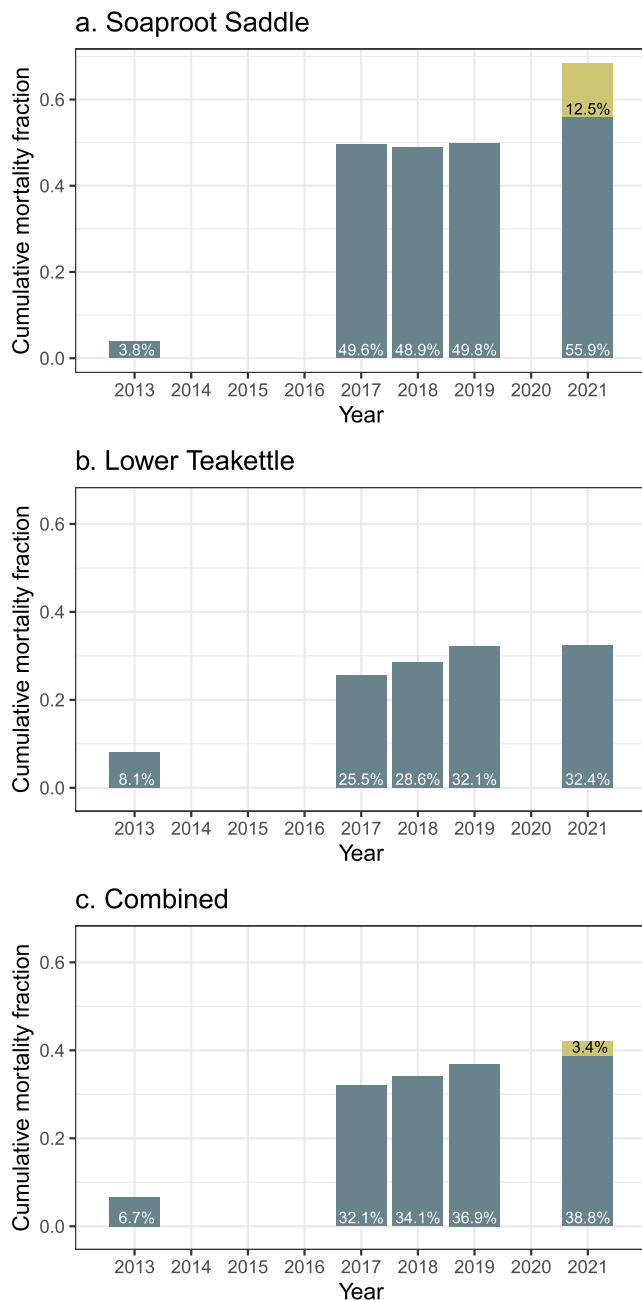 a. Soaproot Saddle
Cumulative mortality fraction
0.6
0.4
0.2
0.0
12.5%
3.8% 49.6% 48.9% 49.8% 55.9%
2013 2014 2015 2016 2017 2018 2019 2020 2021
Year
b. Lower Teakettle
Cumulative mortality fraction
0.6
0.4
0.2
0.0
8.1% 25.5% 28.6% 32.1% 32.4%
2013 2014 2015 2016 2017 2018 2019 2020 2021
Year
c. Combined
Cumulative mortality fraction
0.6
0.4
0.2
0.0
3.4%
6.7% 32.1% 34.1% 36.9% 38.8%
2013 2014 2015 2016 2017 2018 2019 2020 2021
Year